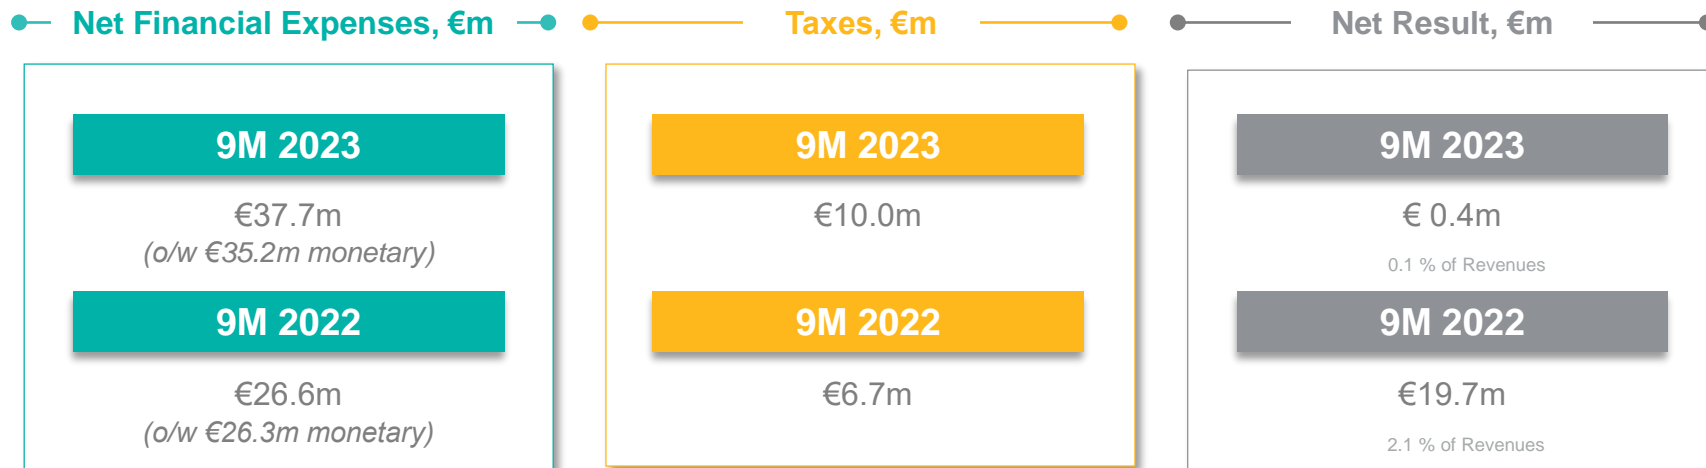 Net Financial Expenses, €m
9M 2023
€37.7m
(o/w €35.2m monetary)
9M 2022
€26.6m
(o/w €26.3m monetary)
Taxes, €m
9M 2023
€10.0m
9M 2022
€6.7m
Net Result, €m
9M 2023
€ 0.4m
0.1 % of Revenues
9M 2022
€19.7m
2.1 % of Revenues